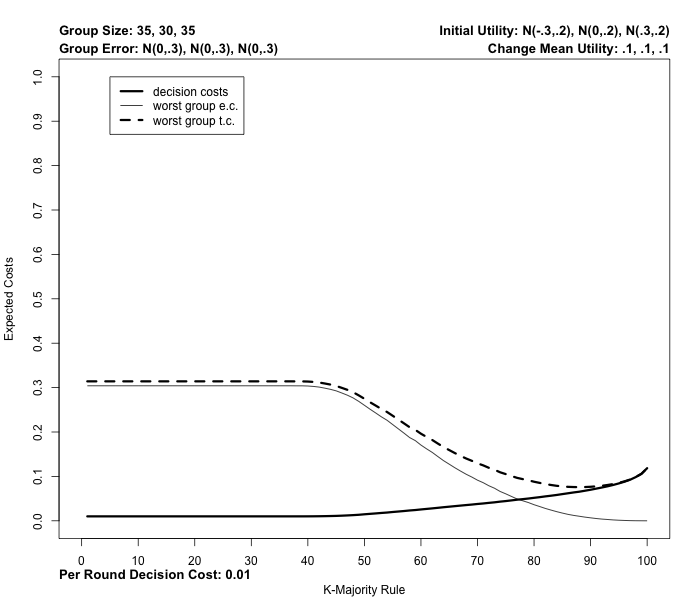 Group Size: 35, 30, 35
Initial Utility: N(-.3,.2), N(0,.2), N(.3,.2)
Group Error: N(0,.3), N(0,.3), N(0,.3)
Change Mean Utility: .1, .1, .1
decision costs
worst group e.c.
worst group t.c.
Expected Costs
1.0
0.9
0.8
0.7
0.6
0.5
0.4
0.3
0.2
0.1
0.0
0 10 20 30 40 50 60 70 80 90 100
Per Round Decision Cost: 0.01
K-Majority Rule